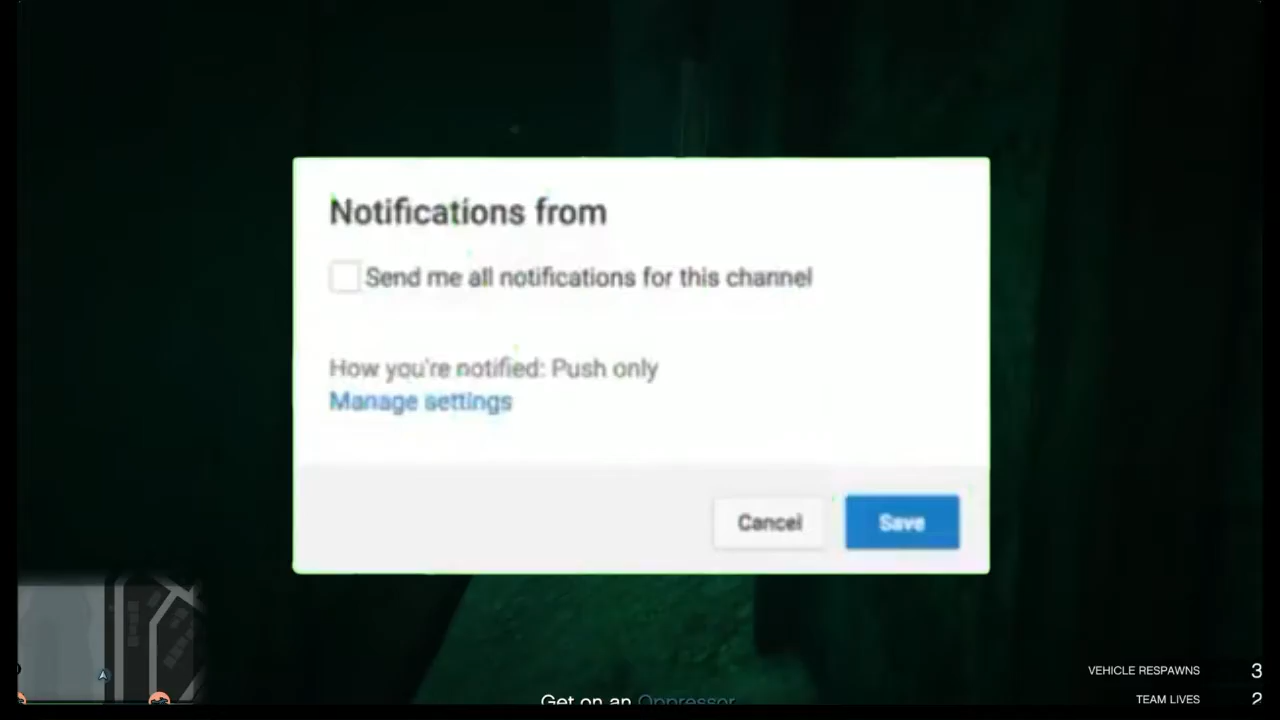 Notifications from
Send me all notifications for this channel
How you're notified: Push only
Manage settings
Cancel
Save
VEHICLE RESPAWNS 3
TEAM LIVES 2
Get on an Oppressor